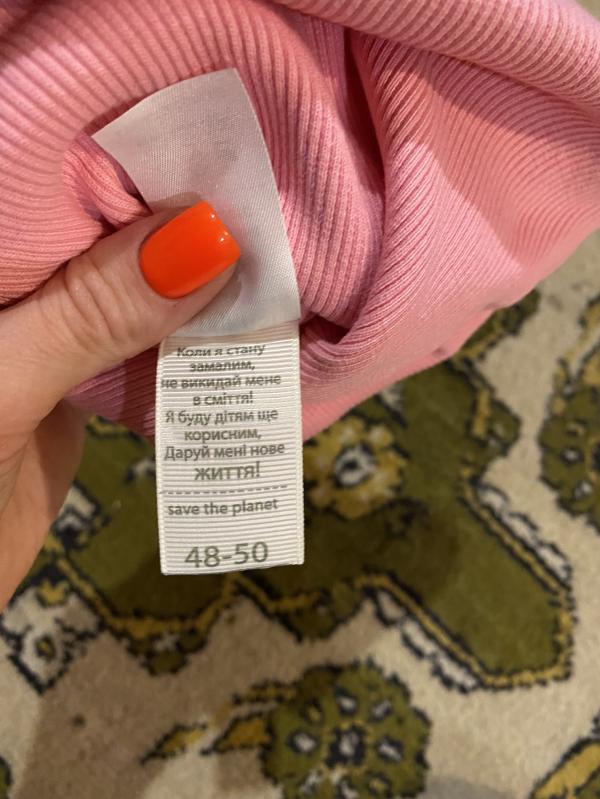 Коли я стану
замалим,
не викидай мене
в сміття!
Я буду дітям ще
корисним,
Даруй мені нове
ЖИТТЯ!
save the planet
48-50